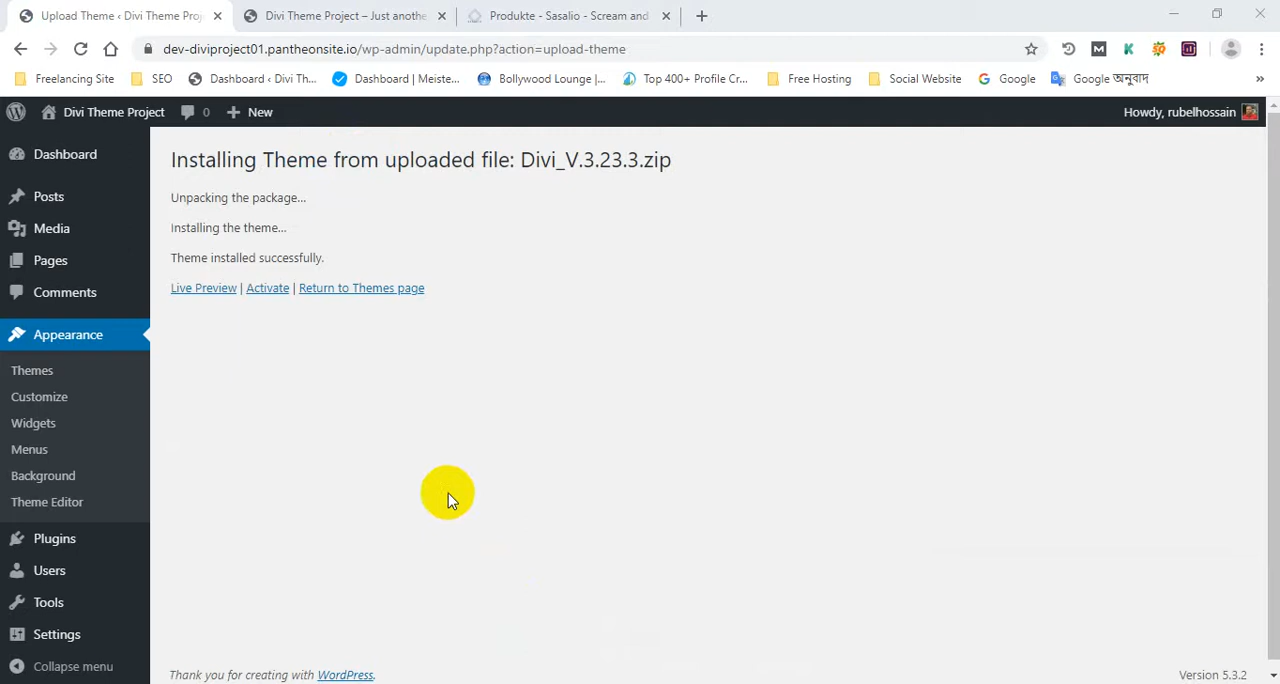 Upload Theme ‹ Divi Theme Proj
Divi Theme Project – Just anothe
Produkte - Sasalio - Scream and
dev-diviproject01.pantheonsite.io/wp-admin/update.php?action=upload-theme
Freelancing Site
SEO
Dashboard ‹ Divi Th...
Dashboard | Meiste...
Bollywood Lounge |...
Top 400+ Profile Cr...
Free Hosting
Social Website
Google
Google অনুবাদ
»
Divi Theme Project
0
New
Howdy, rubelhossain
Dashboard
Posts
Media
Pages
Comments
Appearance
Themes
Customize
Widgets
Menus
Background
Theme Editor
Plugins
Users
Tools
Settings
Collapse menu
Installing Theme from uploaded file: Divi_V.3.23.3.zip
Unpacking the package...
Installing the theme...
Theme installed successfully.
Live Preview | Activate | Return to Themes page
Thank you for creating with WordPress.
Version 5.3.2